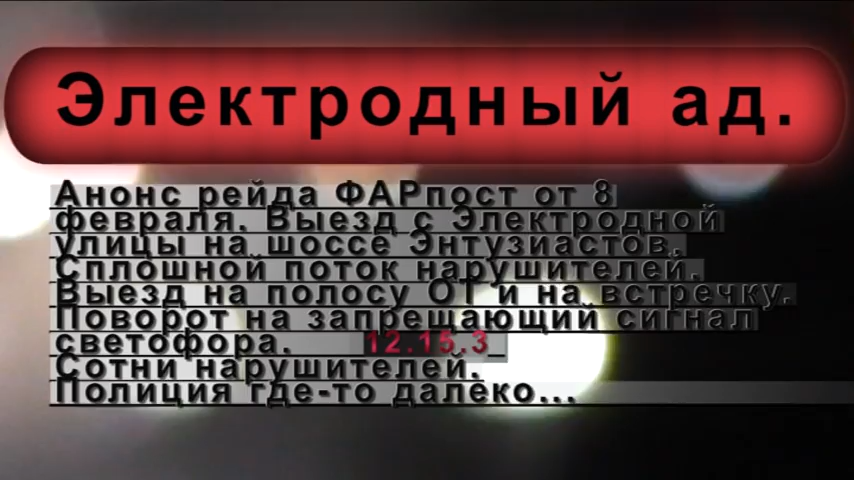 Электродный ад.
Анонс рейда ФАРпост от 8
февраля. Выезд с Электродной
улицы на шоссе Энтузиастов.
Сплошной поток нарушителей.
Выезд на полосу ОТ и на встречку.
Поворот на запрещающий сигнал
светофора. 12.15.3_
Сотни нарушителей.
Полиция где-то далеко...